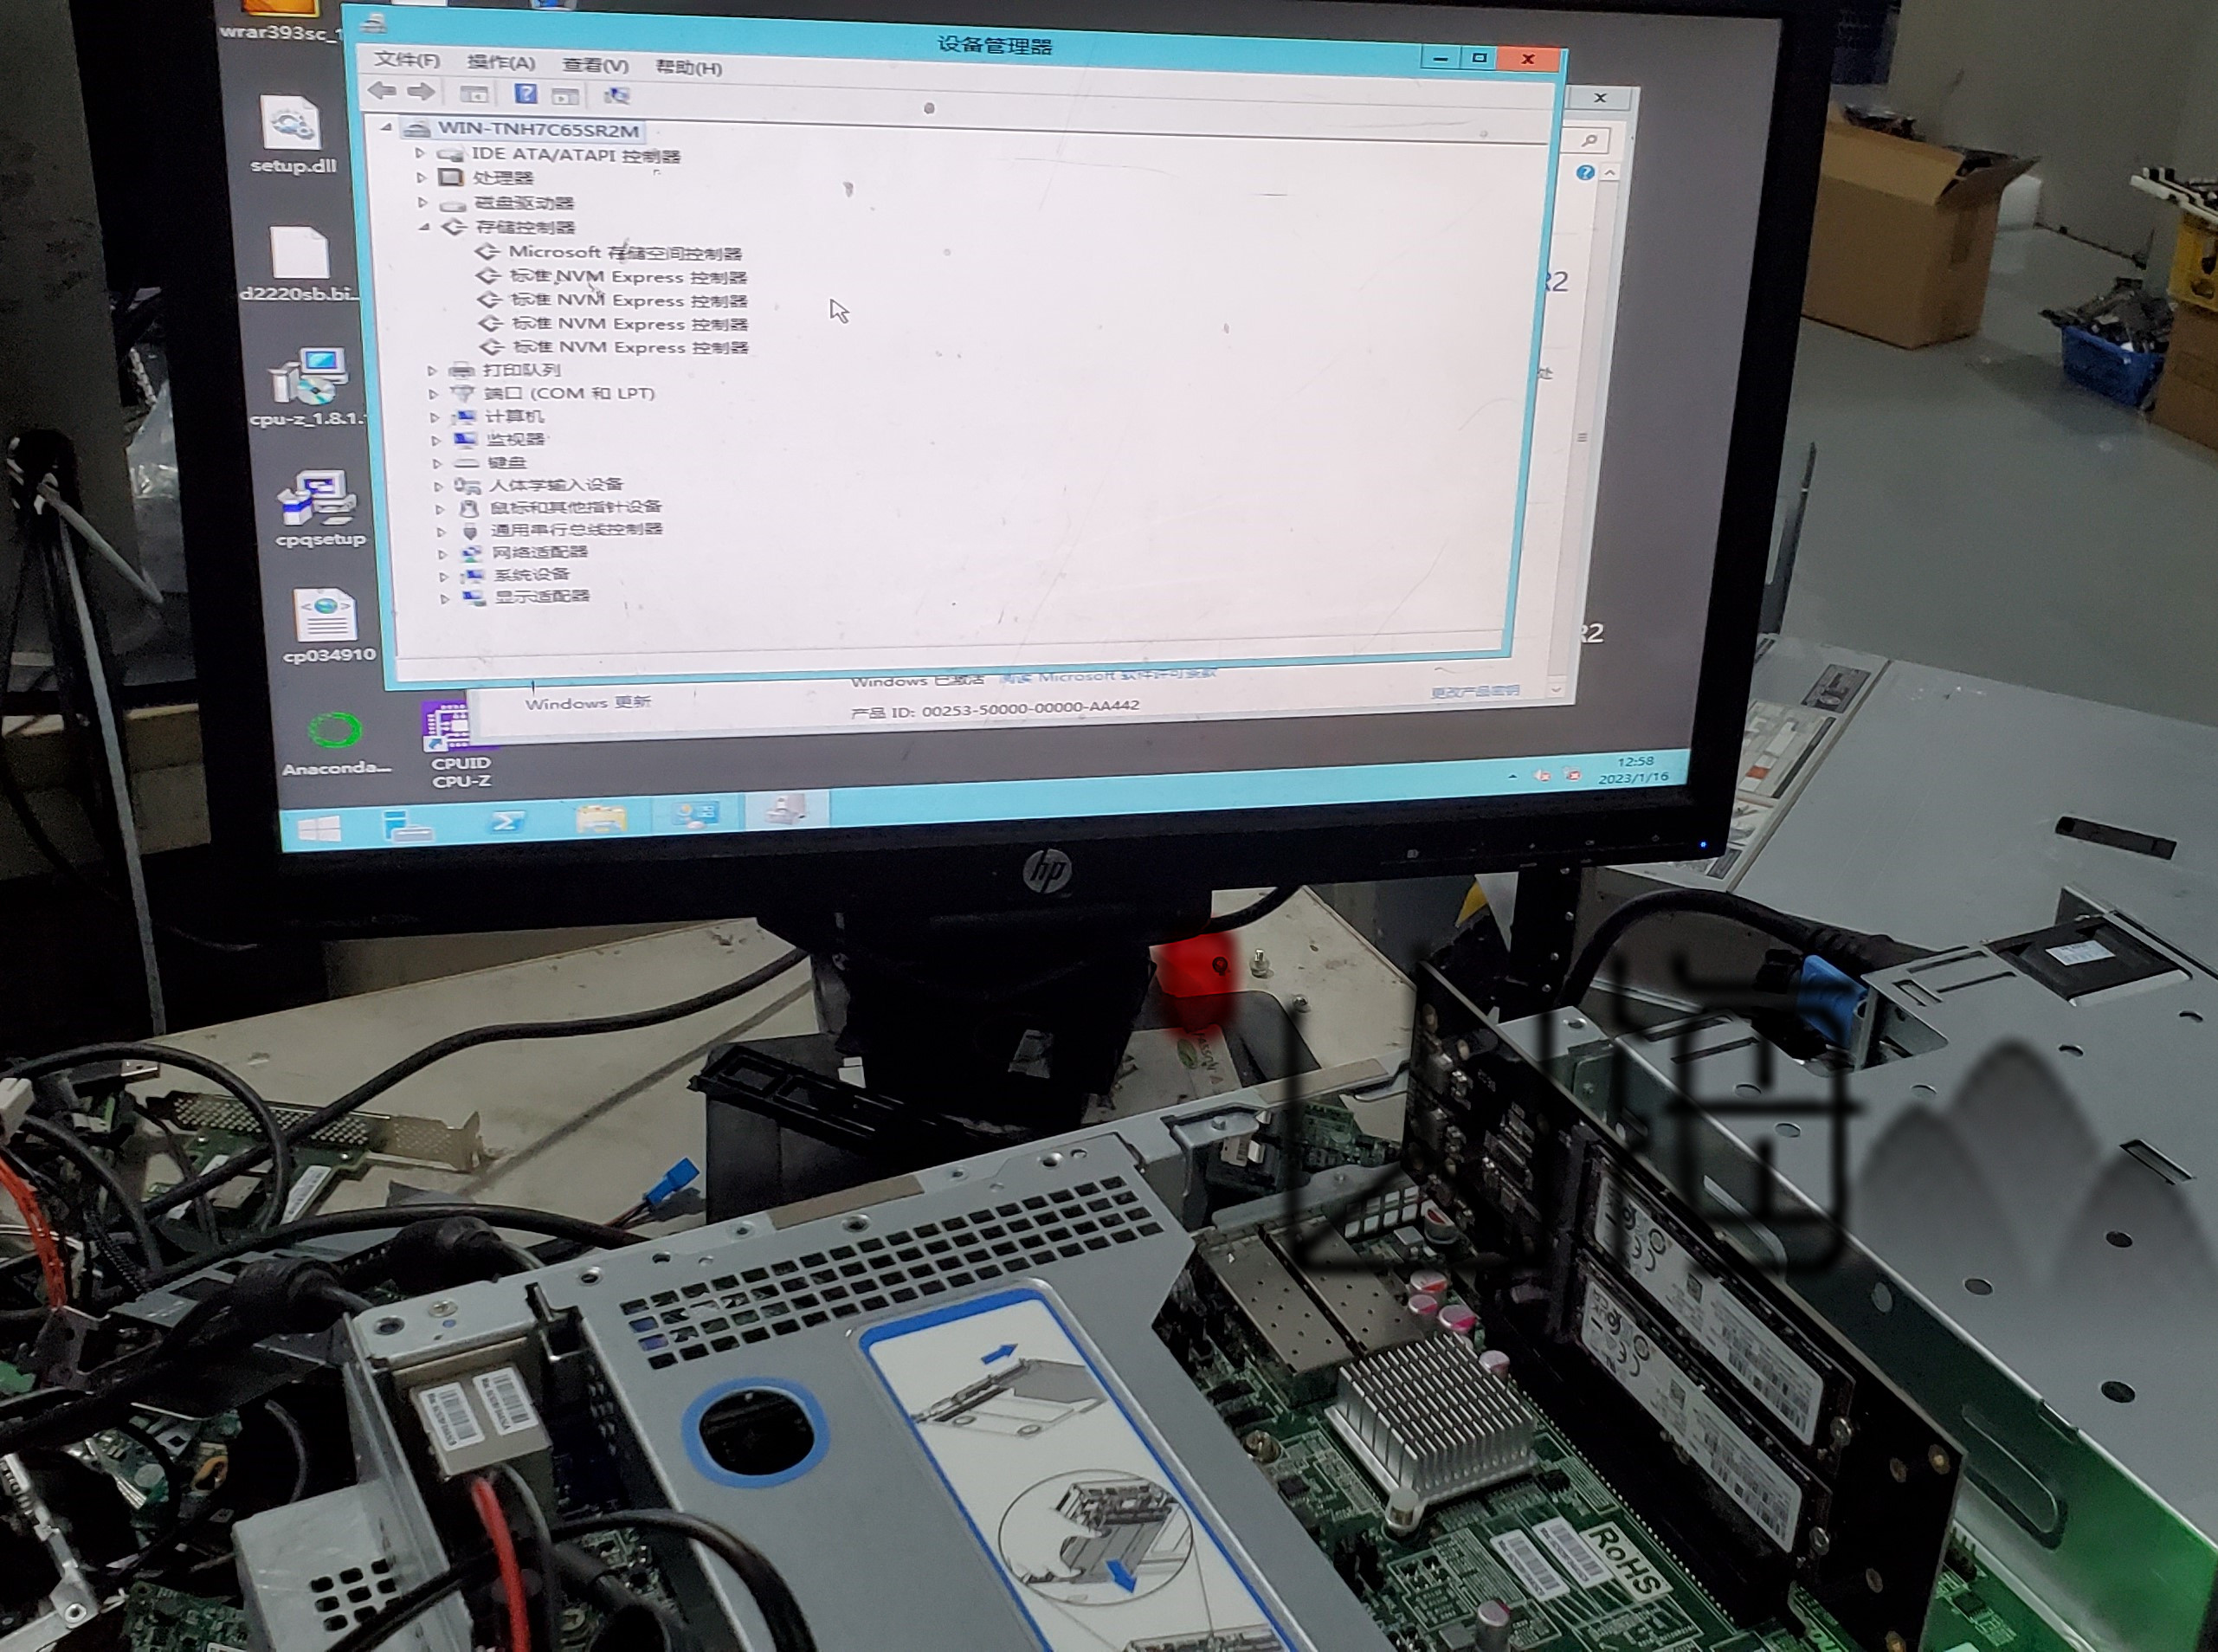 wrar393sc_1
setup.dll
d2220sb.bi...
cpu-z_1.8.1.
cpqsetup
cp034910
Anaconda...
CPUID
CPU-Z
设备管理器
文件(F) 操作(A) 查看(V) 帮助(H)
WIN-TNH7C65SR2M
IDE ATA/ATAPI 控制器
处理器
磁盘驱动器
存储控制器
Microsoft 存储空间控制器
标准 NVM Express 控制器
标准 NVM Express 控制器
标准 NVM Express 控制器
标准 NVM Express 控制器
打印队列
端口 (COM 和 LPT)
计算机
监视器
键盘
人体学输入设备
鼠标和其他指针设备
通用串行总线控制器
网络适配器
系统设备
显示适配器
R2
处
R2
Windows 已激活 阅读 Microsoft 软件许可条款
Windows 更新
更改产品密钥
产品 ID: 00253-50000-00000-AA442
12:58
2023/1/16
hp
RoHS